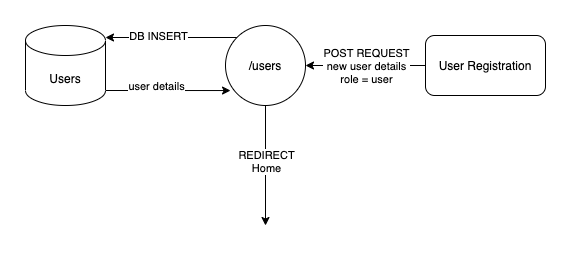 DB INSERT
Users
user details
/users
POST REQUEST
new user details
role = user
User Registration
REDIRECT
Home